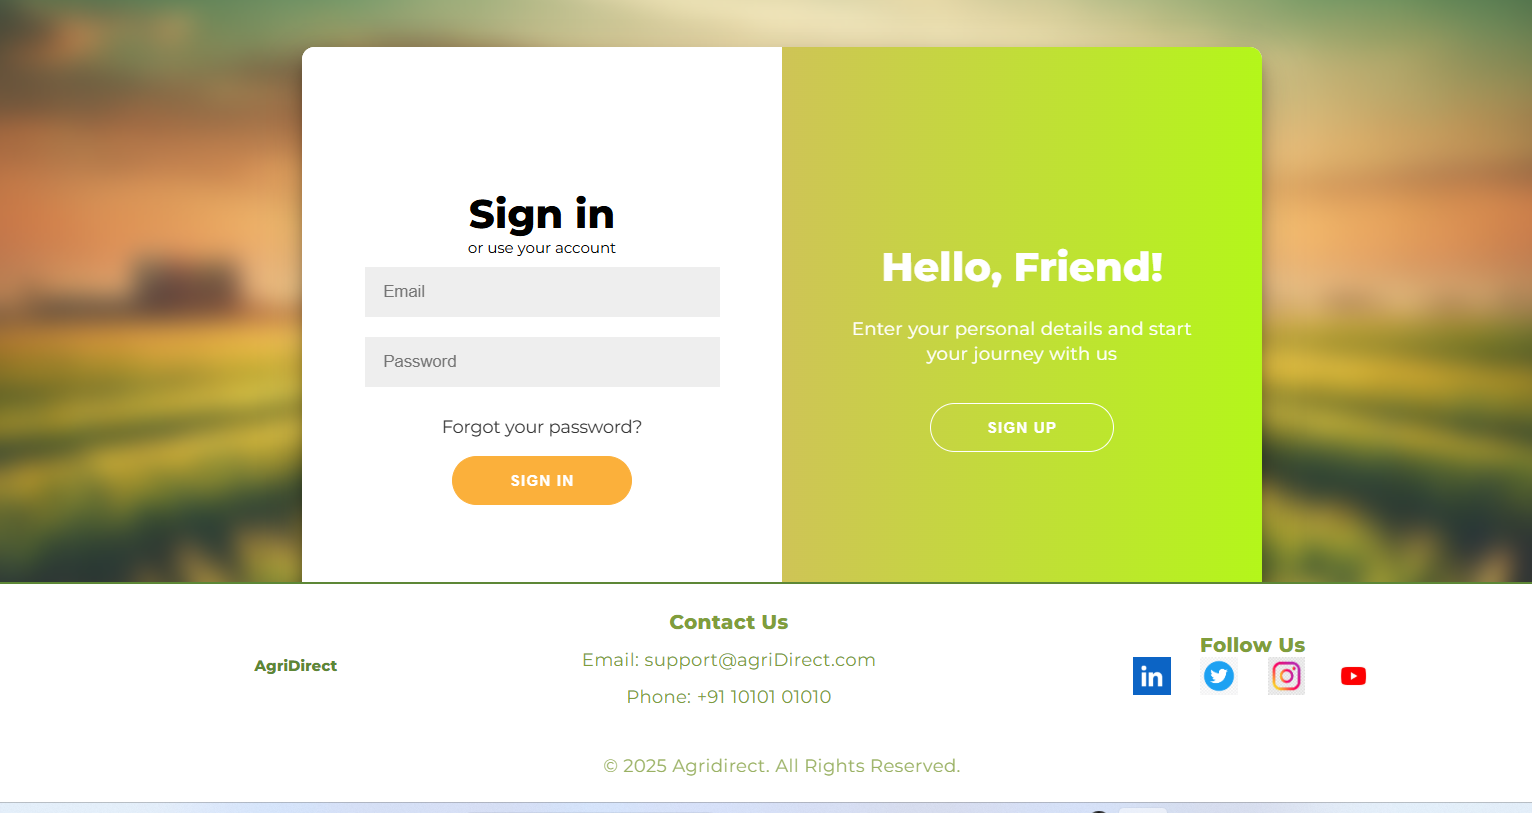 Sign in
or use your account
Email
Password
Forgot your password?
SIGN IN
Hello, Friend!
Enter your personal details and start
your journey with us
SIGN UP
AgriDirect
Contact Us
Email: support@agriDirect.com
Phone: +91 10101 01010
Follow Us
in
© 2025 Agridirect. All Rights Reserved.